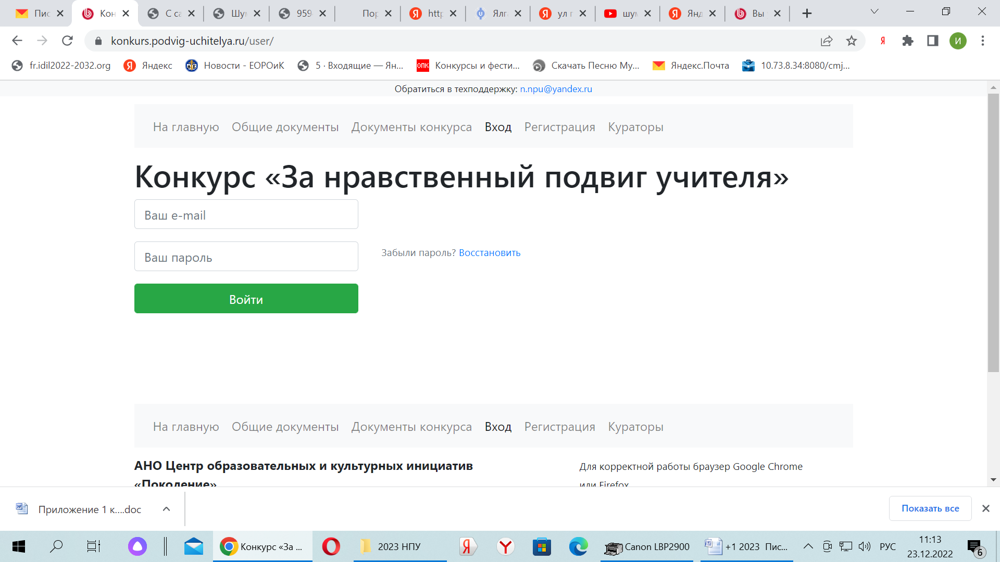 Пис
Кон
С са
Шум
959
Пор
http
Ялг
ул г
шум
Янд
Вы
konkurs.podvig-uchitelya.ru/user/
Я
И
fr.idil2022-2032.org
Яндекс
Новости - ЕОРОиК
5 · Входящие — Ян...
Конкурсы и фести...
Скачать Песню Му...
Яндекс.Почта
10.73.8.34:8080/cmj...
Обратиться в техподдержку: n.npu@yandex.ru
На главную Общие документы Документы конкурса Вход Регистрация Кураторы
Конкурс «За нравственный подвиг учителя»
Ваш e-mail
Ваш пароль
Забыли пароль? Восстановить
Войти
На главную Общие документы Документы конкурса Вход Регистрация Кураторы
АНО Центр образовательных и культурных инициатив
«Поколение»
Для корректной работы браузер Google Chrome
или Firefox
Приложение 1 к....doc
Показать все
Конкурс «За ...
2023 НПУ
Canon LBP2900
+1 2023 Пис...
РУС
11:13
23.12.2022
6